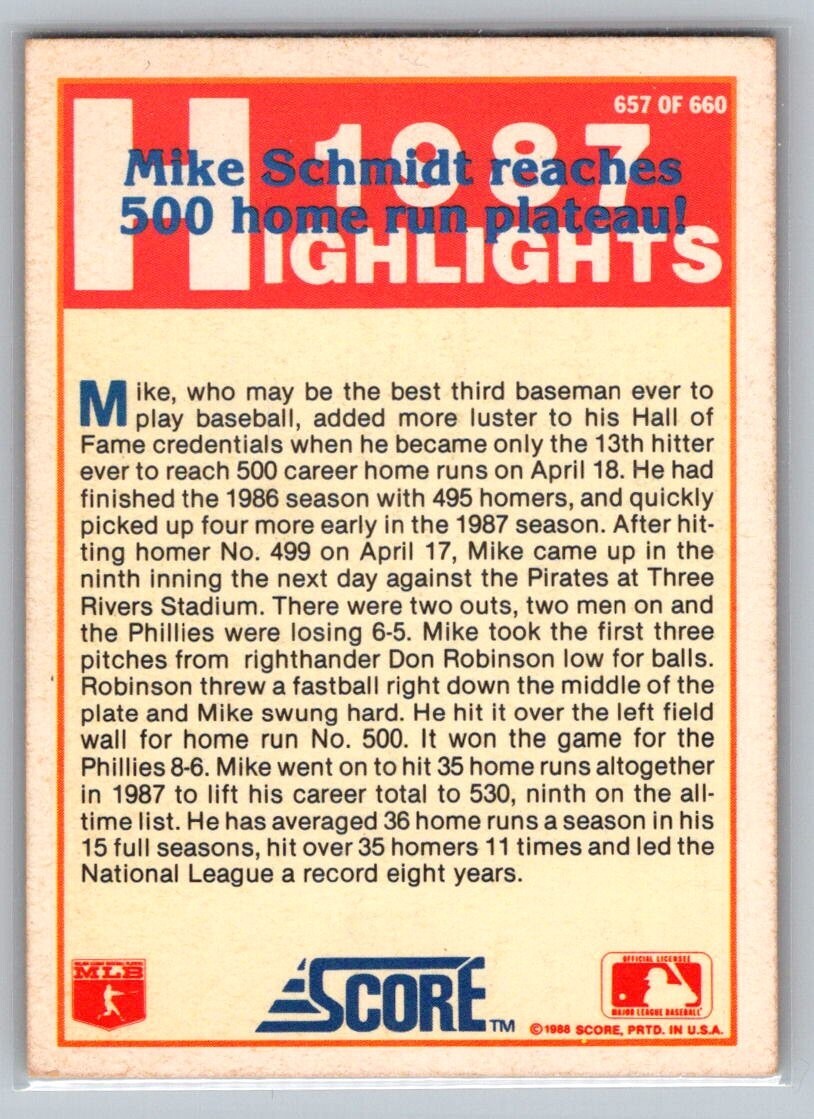 657 OF 660
1987
HIGHLIGHTS
Mike Schmidt reaches
500 home run plateau!
Mike, who may be the best third baseman ever to
play baseball, added more luster to his Hall of
Fame credentials when he became only the 13th hitter
ever to reach 500 career home runs on April 18. He had
finished the 1986 season with 495 homers, and quickly
picked up four more early in the 1987 season. After hit-
ting homer No. 499 on April 17, Mike came up in the
ninth inning the next day against the Pirates at Three
Rivers Stadium. There were two outs, two men on and
the Phillies were losing 6-5. Mike took the first three
pitches from righthander Don Robinson low for balls.
Robinson threw a fastball right down the middle of the
plate and Mike swung hard. He hit it over the left field
wall for home run No. 500. It won the game for the
Phillies 8-6. Mike went on to hit 35 home runs altogether
in 1987 to lift his career total to 530, ninth on the all-
time list. He has averaged 36 home runs a season in his
15 full seasons, hit over 35 homers 11 times and led the
National League a record eight years.
MAJOR LEAGUE BASEBALL PLAYERS
MLB
SCORE TM
OFFICIAL LICENSEE
MAJOR LEAGUE BASEBALL
©1988 SCORE, PRTD. IN U.S.A.